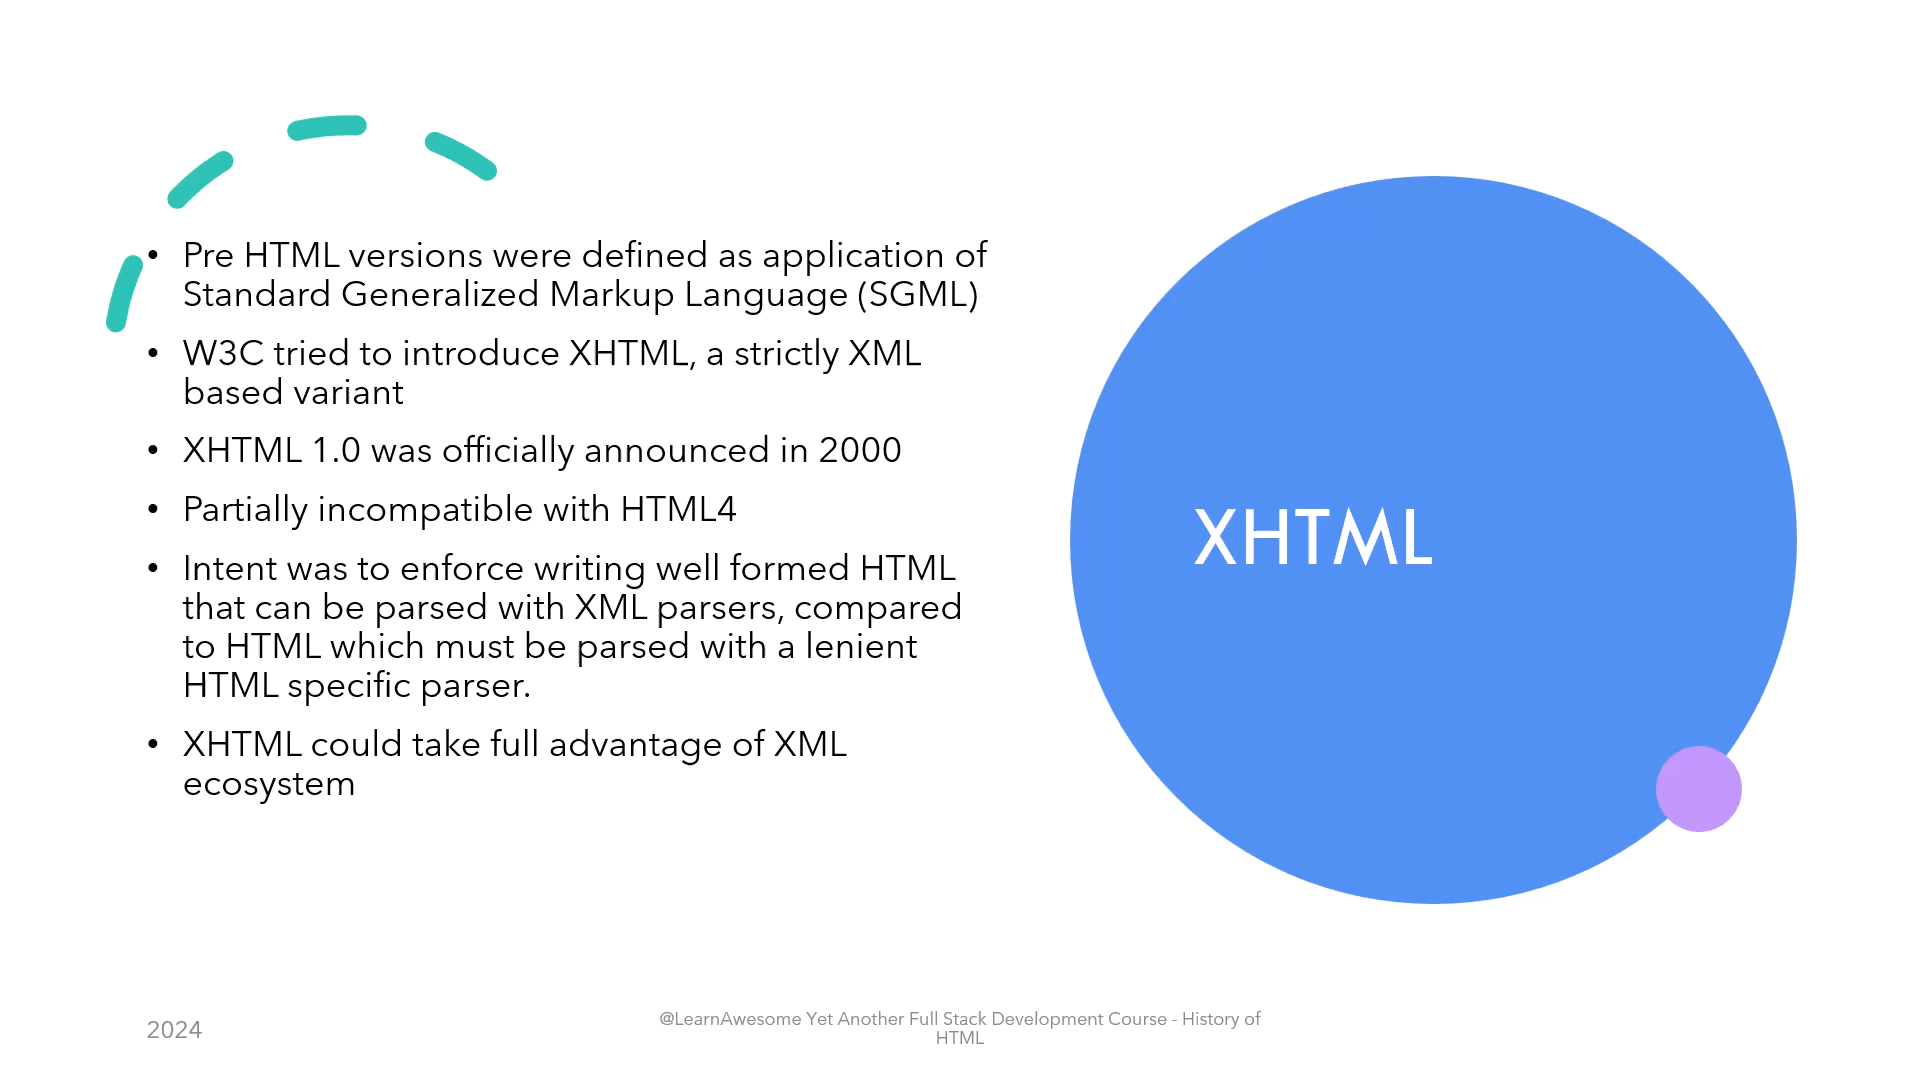 • Pre HTML versions were defined as application of
Standard Generalized Markup Language (SGML)
• W3C tried to introduce XHTML, a strictly XML
based variant
• XHTML 1.0 was officially announced in 2000
• Partially incompatible with HTML4
• Intent was to enforce writing well formed HTML
that can be parsed with XML parsers, compared
to HTML which must be parsed with a lenient
HTML specific parser.
• XHTML could take full advantage of XML
ecosystem
XHTML
2024
@LearnAwesome Yet Another Full Stack Development Course - History of
HTML